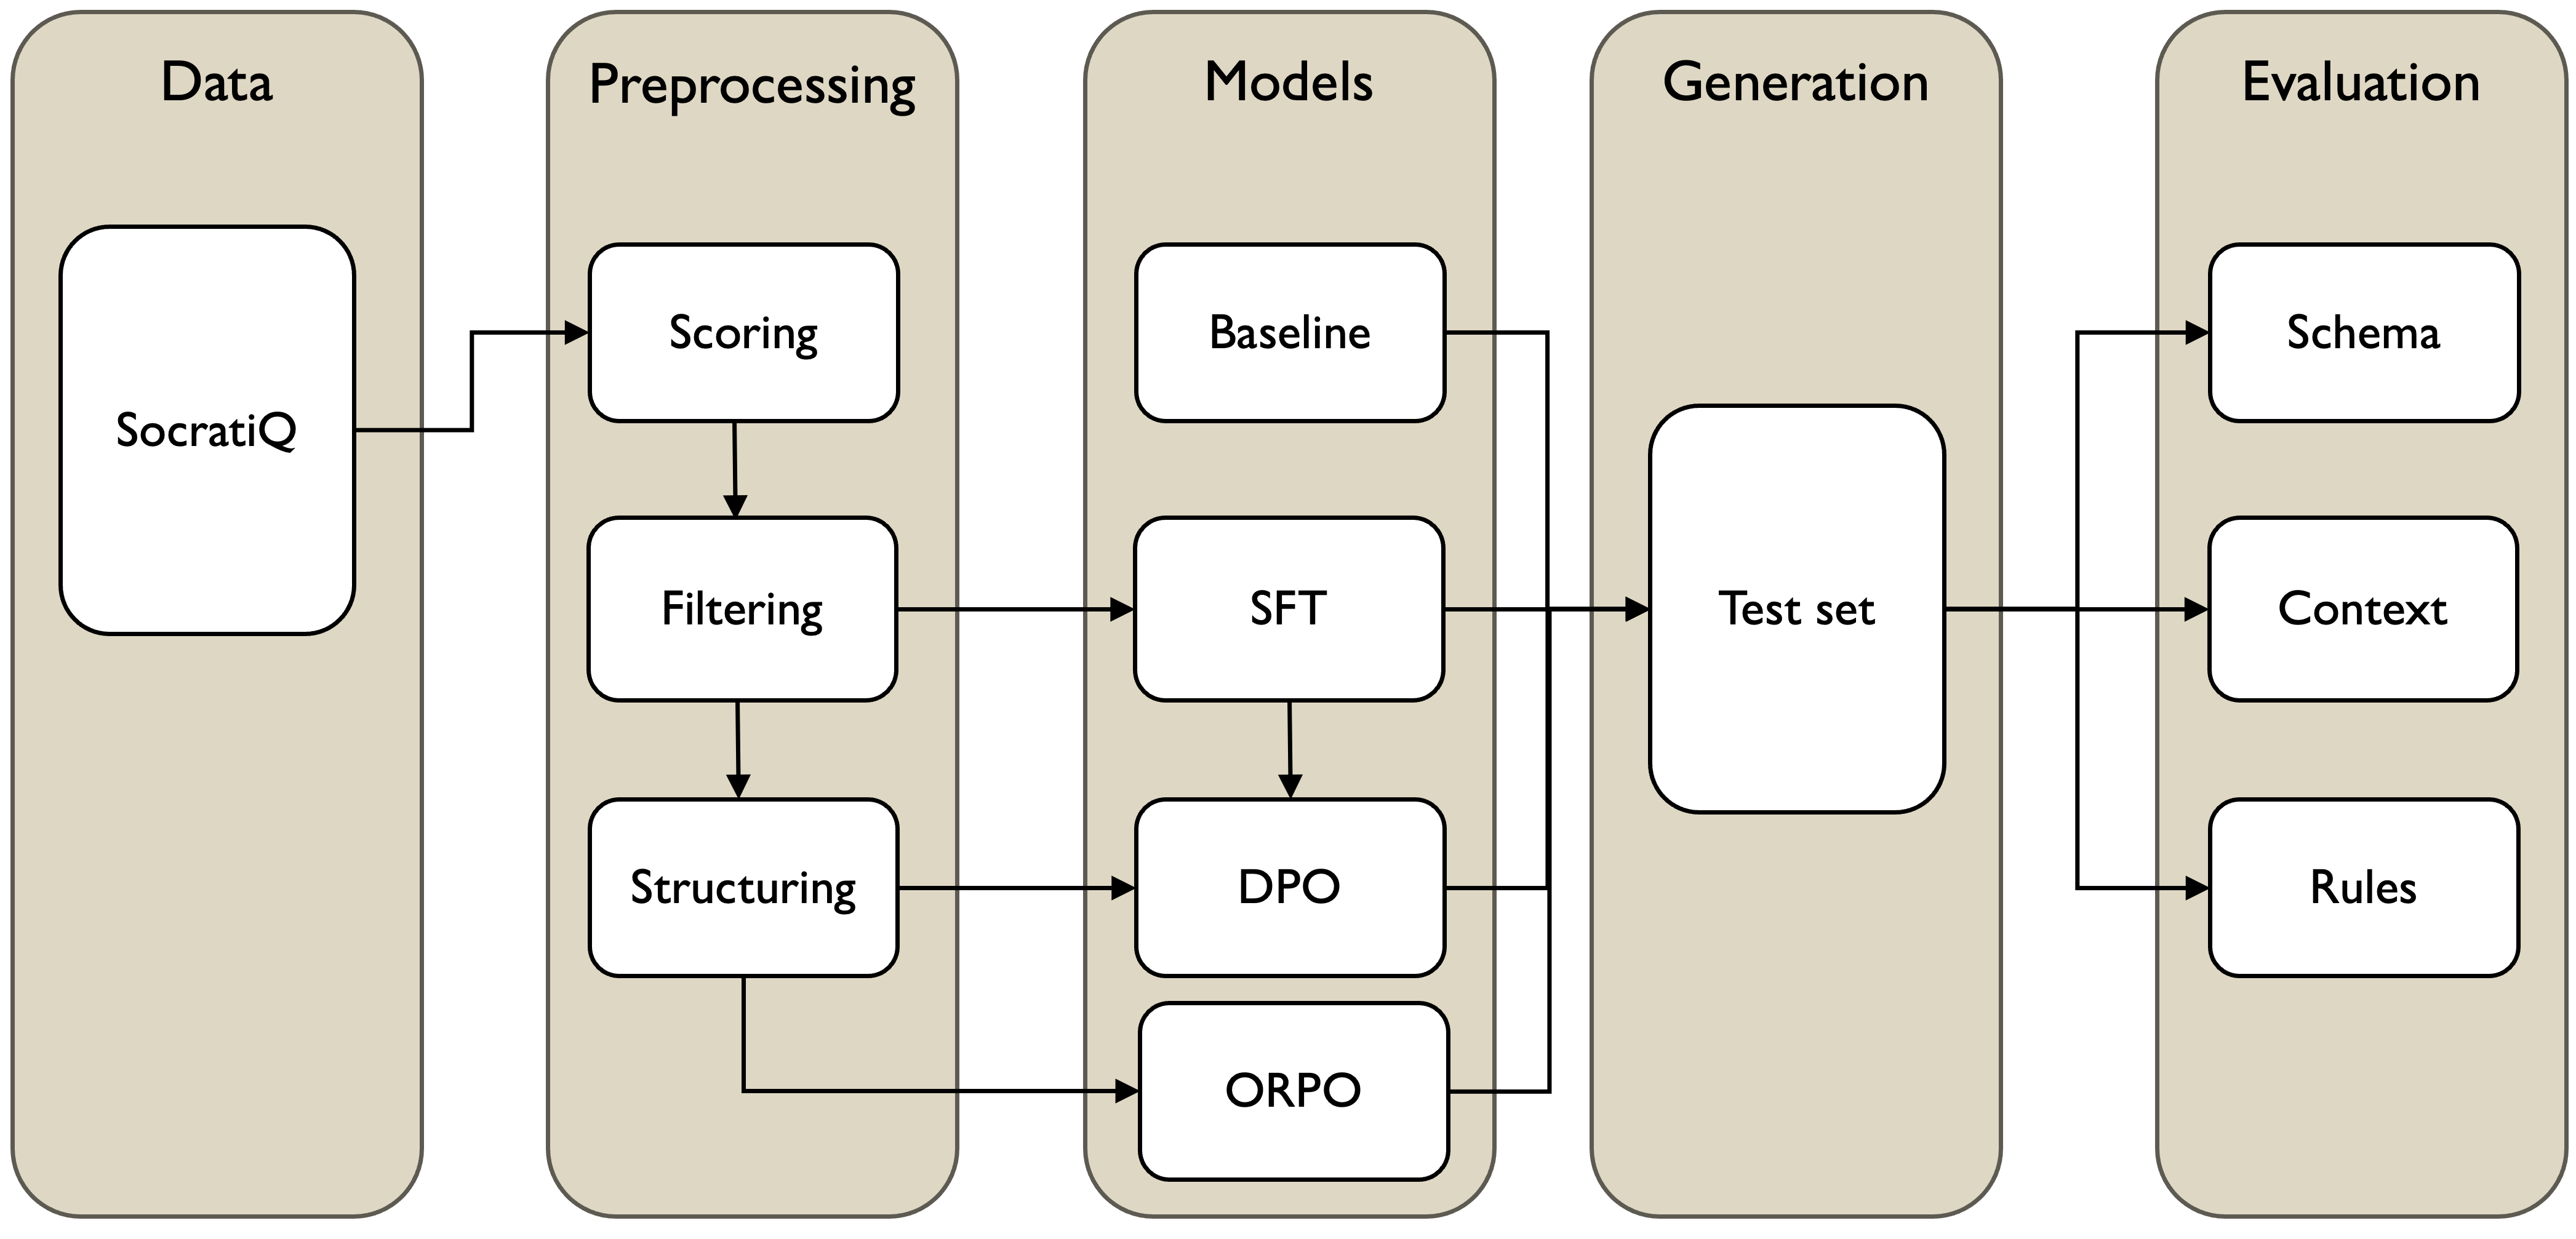 Data
SocratiQ
Preprocessing
Scoring
Filtering
Structuring
Models
Baseline
SFT
DPO
ORPO
Generation
Test set
Evaluation
Schema
Context
Rules